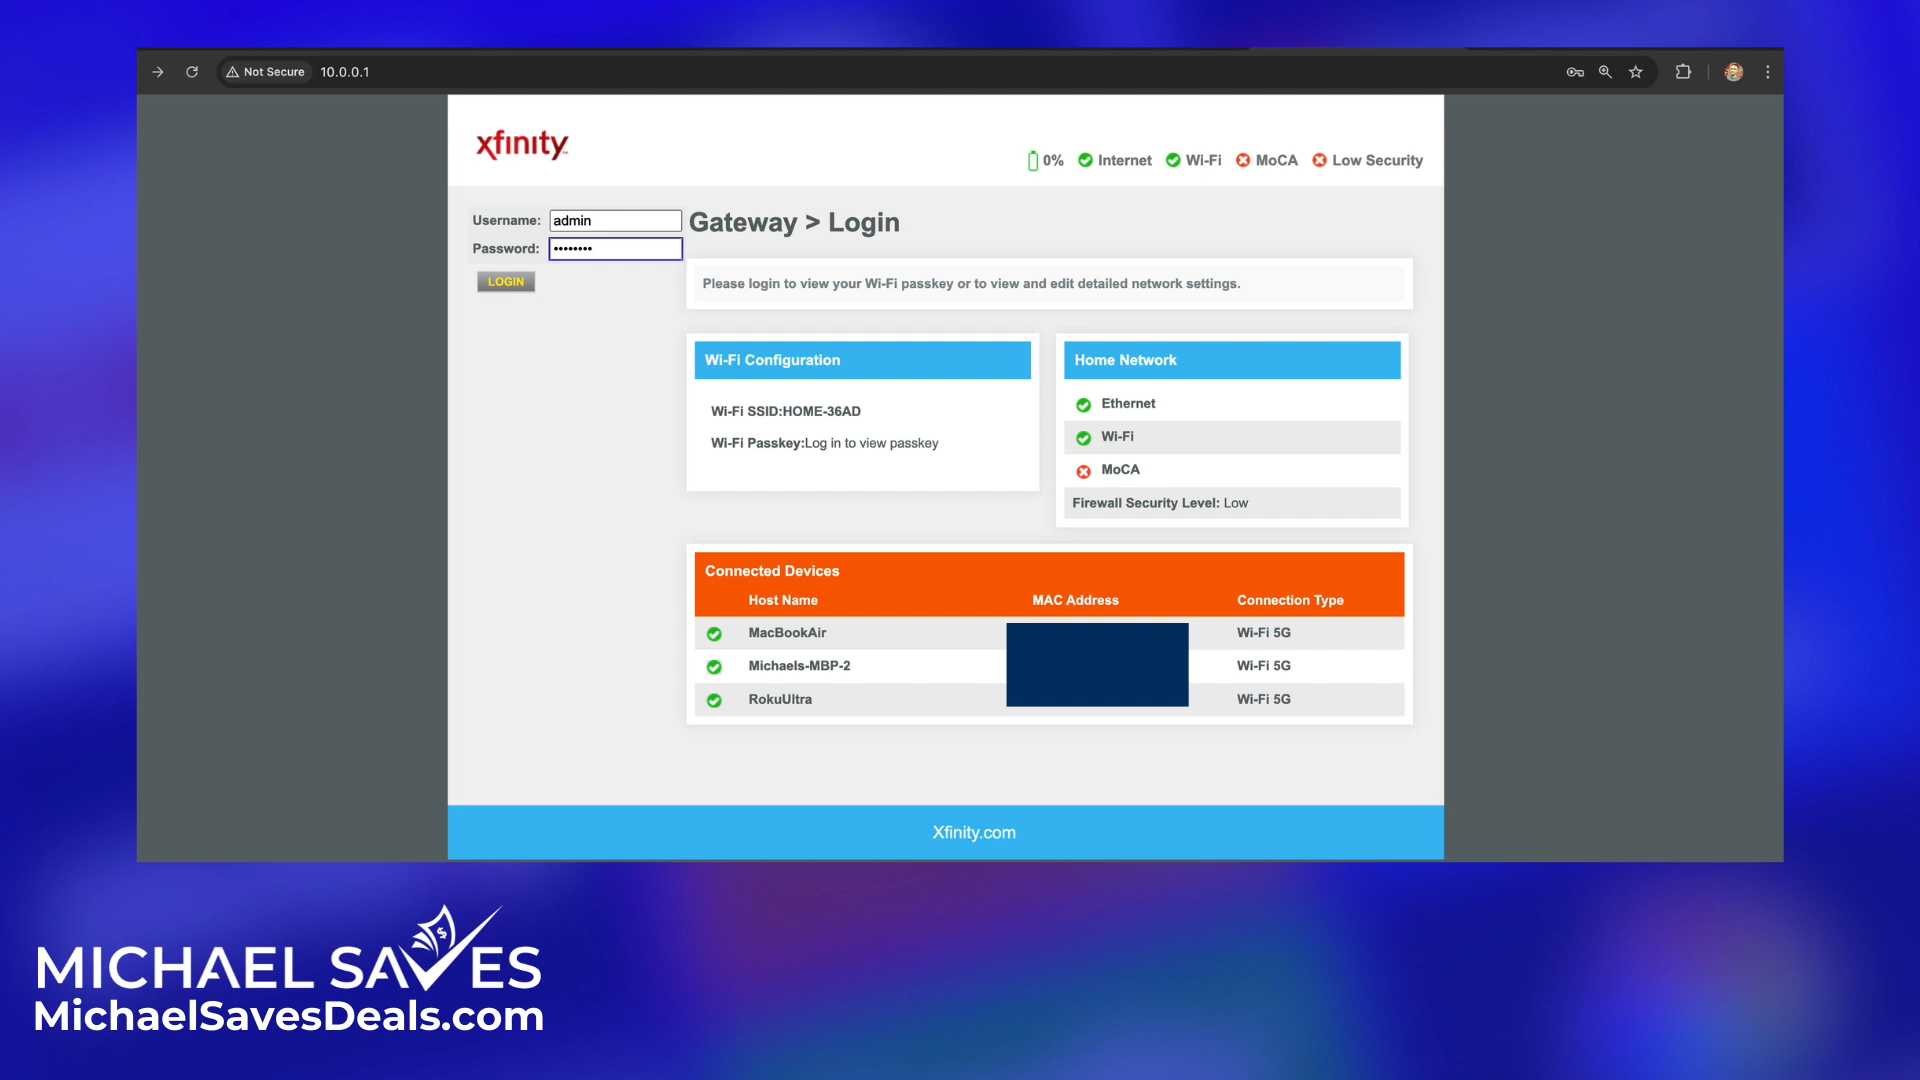 Not Secure 10.0.0.1
xfinity
0% Internet Wi-Fi MoCA Low Security
Username: admin
Password: ••••••••
LOGIN
Gateway > Login
Please login to view your Wi-Fi passkey or to view and edit detailed network settings.
Wi-Fi Configuration
Wi-Fi SSID:HOME-36AD
Wi-Fi Passkey:Log in to view passkey
Home Network
Ethernet
Wi-Fi
MoCA
Firewall Security Level: Low
Connected Devices
Host Name MAC Address Connection Type
MacBookAir Wi-Fi 5G
Michaels-MBP-2 Wi-Fi 5G
RokuUltra Wi-Fi 5G
Xfinity.com
MICHAEL SAVES
MichaelSavesDeals.com